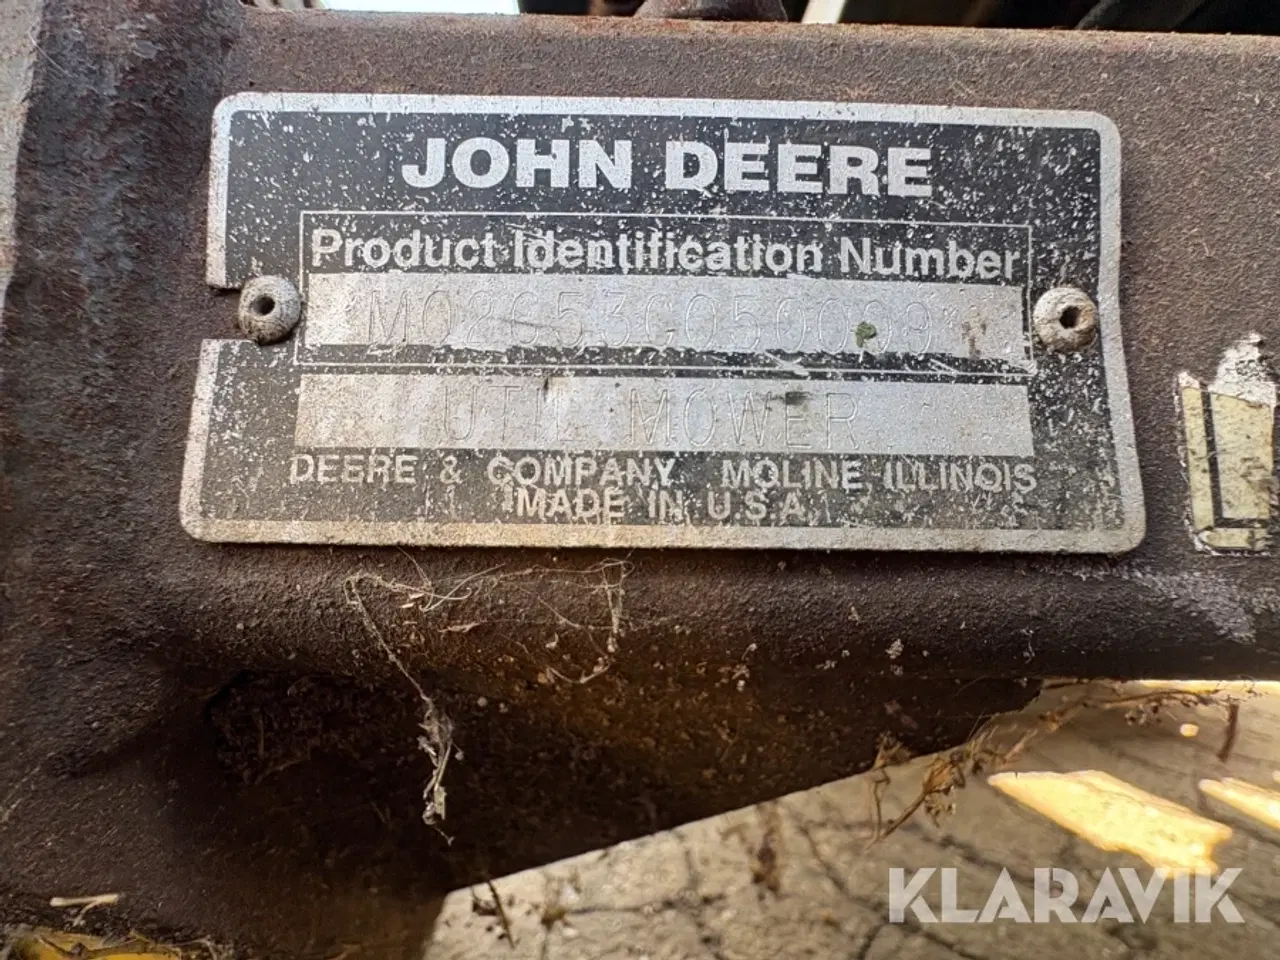 JOHN DEERE
Product Identification Number
*M02653C050009*
UTIL MOWER
DEERE & COMPANY MOLINE ILLINOIS
MADE IN U.S.A.
KLARAVIK